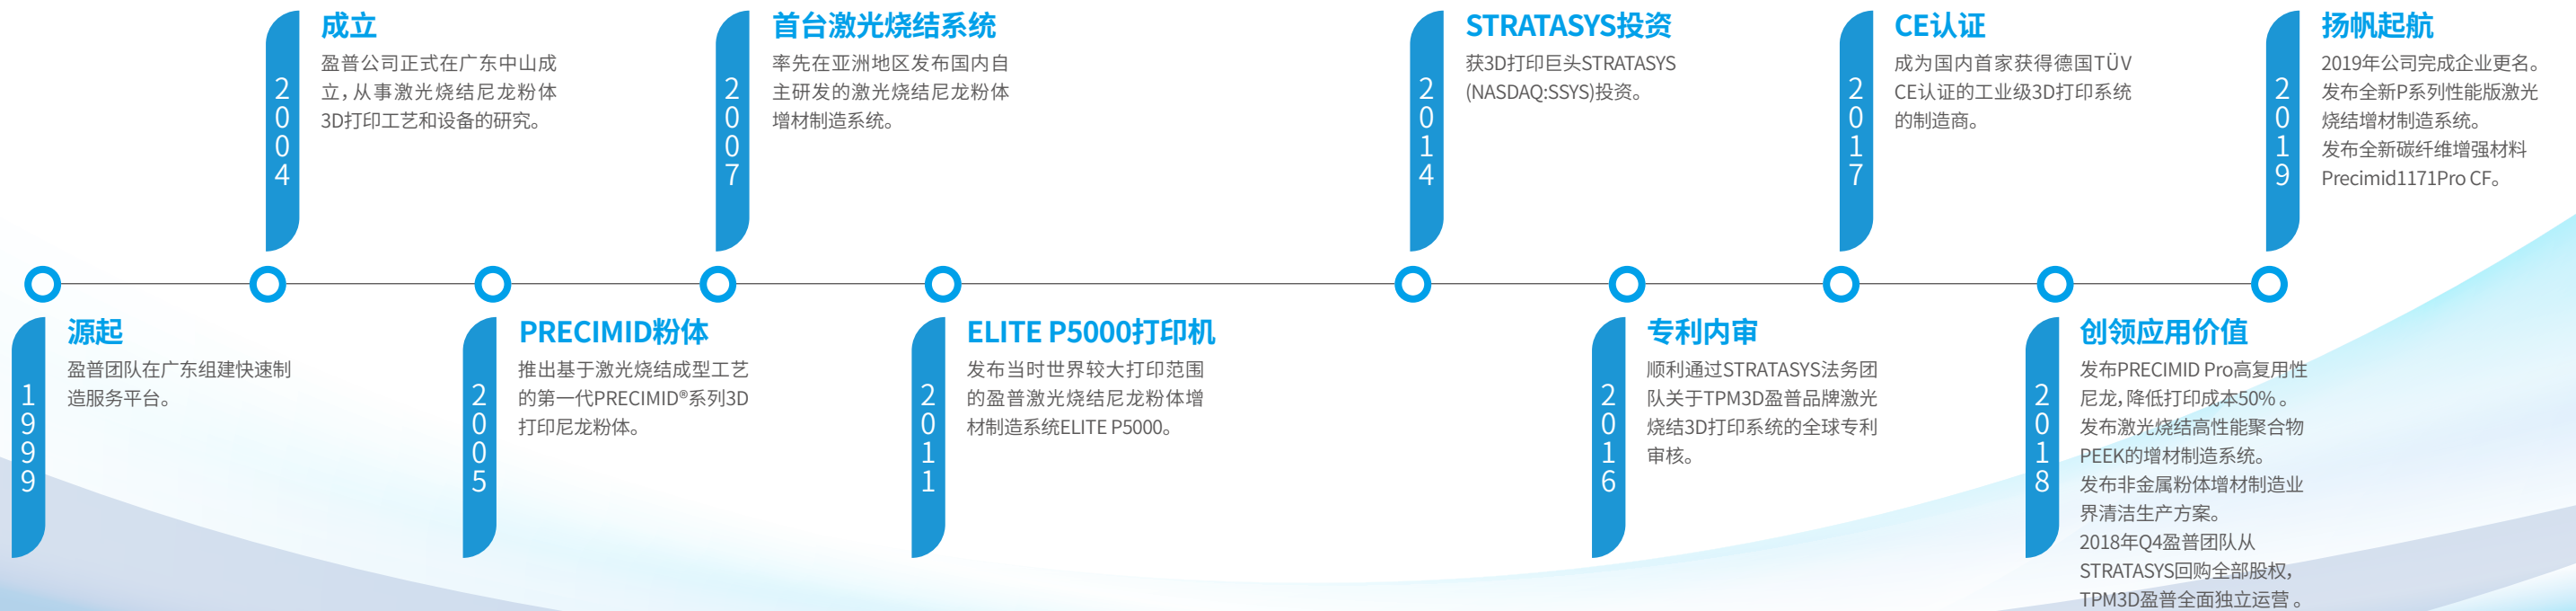 1999
源起
盈普团队在广东组建快速制
造服务平台。
2004
成立
盈普公司正式在广东中山成
立，从事激光烧结尼龙粉体
3D打印工艺和设备的研究。
2005
PRECIMID粉体
推出基于激光烧结成型工艺
的第一代PRECIMID®系列3D
打印尼龙粉体。
2007
首台激光烧结系统
率先在亚洲地区发布国内自
主研发的激光烧结尼龙粉体
增材制造系统。
2011
ELITE P5000打印机
发布当时世界较大打印范围
的盈普激光烧结尼龙粉体增
材制造系统ELITE P5000。
2014
STRATASYS投资
获3D打印巨头STRATASYS
(NASDAQ:SSYS)投资。
2016
专利内审
顺利通过STRATASYS法务团
队关于TPM3D盈普品牌激光
烧结3D打印系统的全球专利
审核。
2017
CE认证
成为国内首家获得德国TÜV
CE认证的工业级3D打印系统
的制造商。
2018
创领应用价值
发布PRECIMID Pro高复用性
尼龙，降低打印成本50% 。
发布激光烧结高性能聚合物
PEEK的增材制造系统。
发布非金属粉体增材制造业
界清洁生产方案。
2018年Q4盈普团队从
STRATASYS回购全部股权，
TPM3D盈普全面独立运营 。
2019
扬帆起航
2019年公司完成企业更名。
发布全新P系列性能版激光
烧结增材制造系统。
发布全新碳纤维增强材料
Precimid1171Pro CF。